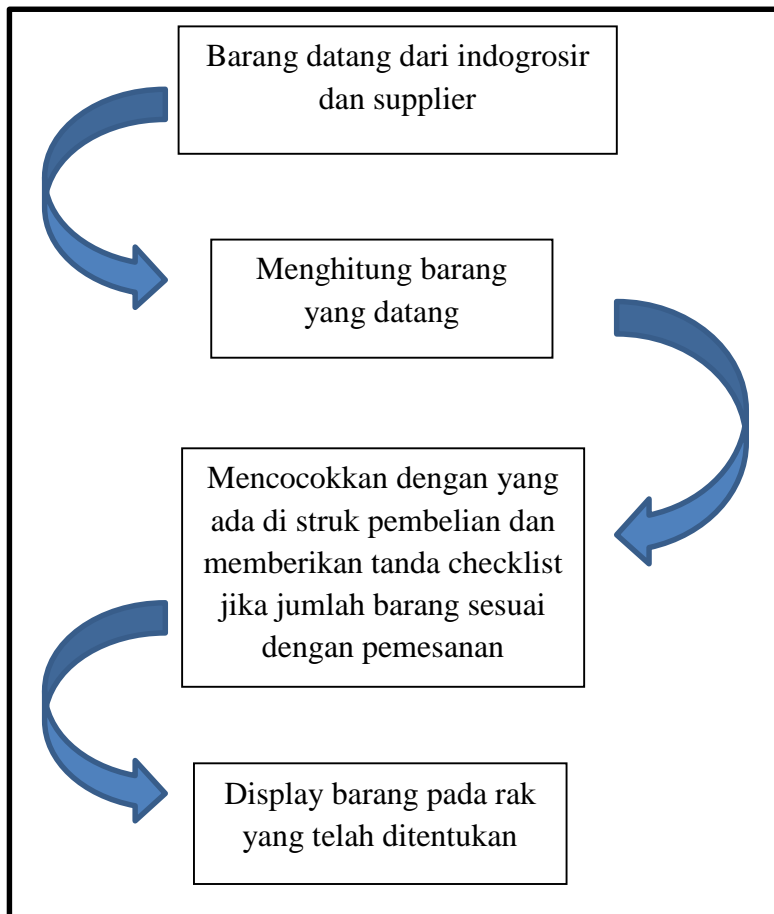 Barang datang dari indogrosir
dan supplier
Menghitung barang
yang datang
Mencocokkan dengan yang
ada di struk pembelian dan
memberikan tanda checklist
jika jumlah barang sesuai
dengan pemesanan
Display barang pada rak
yang telah ditentukan